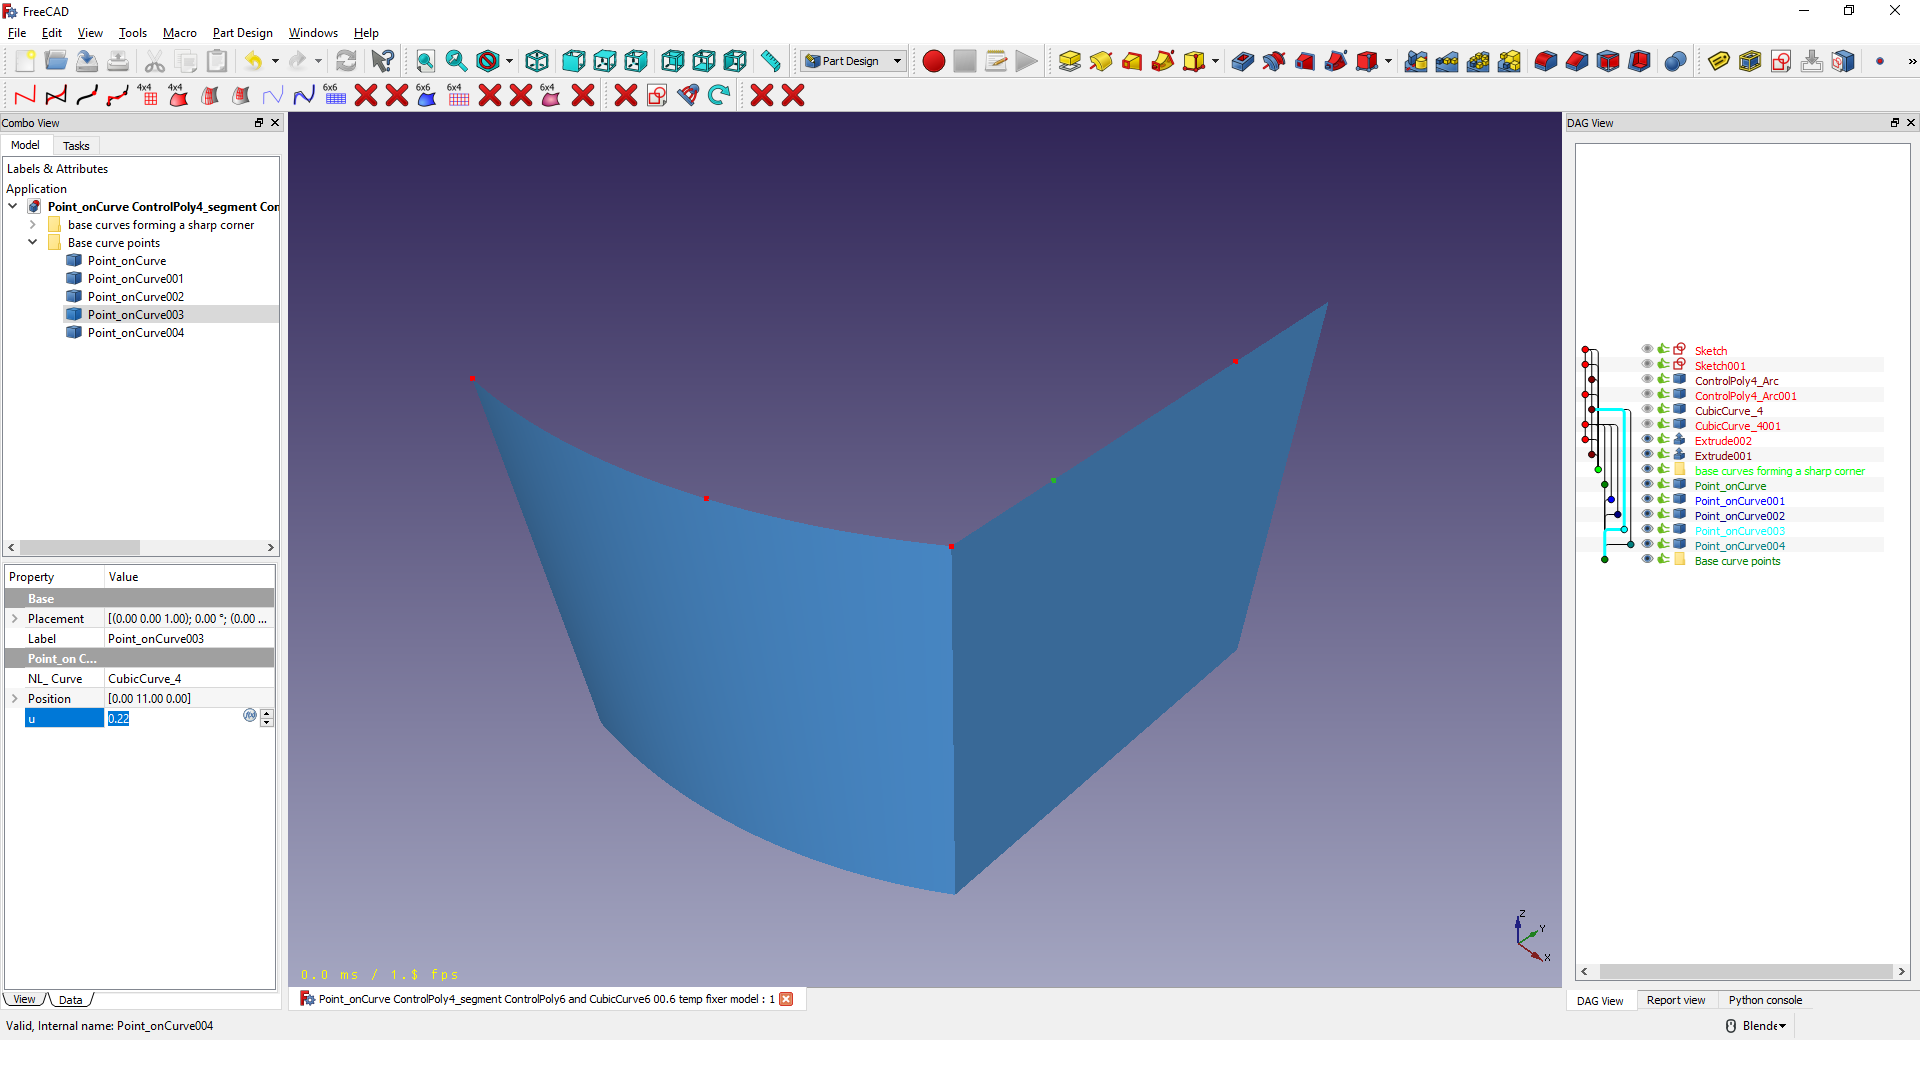 FreeCAD
File Edit View Tools Macro Part Design Windows Help
Part Design
4x4 4x4 6x6 6x6 6x4 6x4
Combo View
Model Tasks
Labels & Attributes
Application
Point_onCurve ControlPoly4_segment Con
base curves forming a sharp corner
Base curve points
Point_onCurve
Point_onCurve001
Point_onCurve002
Point_onCurve003
Point_onCurve004
Property Value
Base
Placement [(0.00 0.00 1.00); 0.00 °; (0.00 ...
Label Point_onCurve003
Point_on C...
NL_ Curve CubicCurve_4
Position [0.00 11.00 0.00]
u 0.22
View Data
Valid, Internal name: Point_onCurve004
0.0 ms / 1.$ fps
Z
Y
X
Point_onCurve ControlPoly4_segment ControlPoly6 and CubicCurve6 00.6 temp fixer model : 1
DAG View
Sketch
Sketch001
ControlPoly4_Arc
ControlPoly4_Arc001
CubicCurve_4
CubicCurve_4001
Extrude002
Extrude001
base curves forming a sharp corner
Point_onCurve
Point_onCurve001
Point_onCurve002
Point_onCurve003
Point_onCurve004
Base curve points
DAG View Report view Python console
Blende